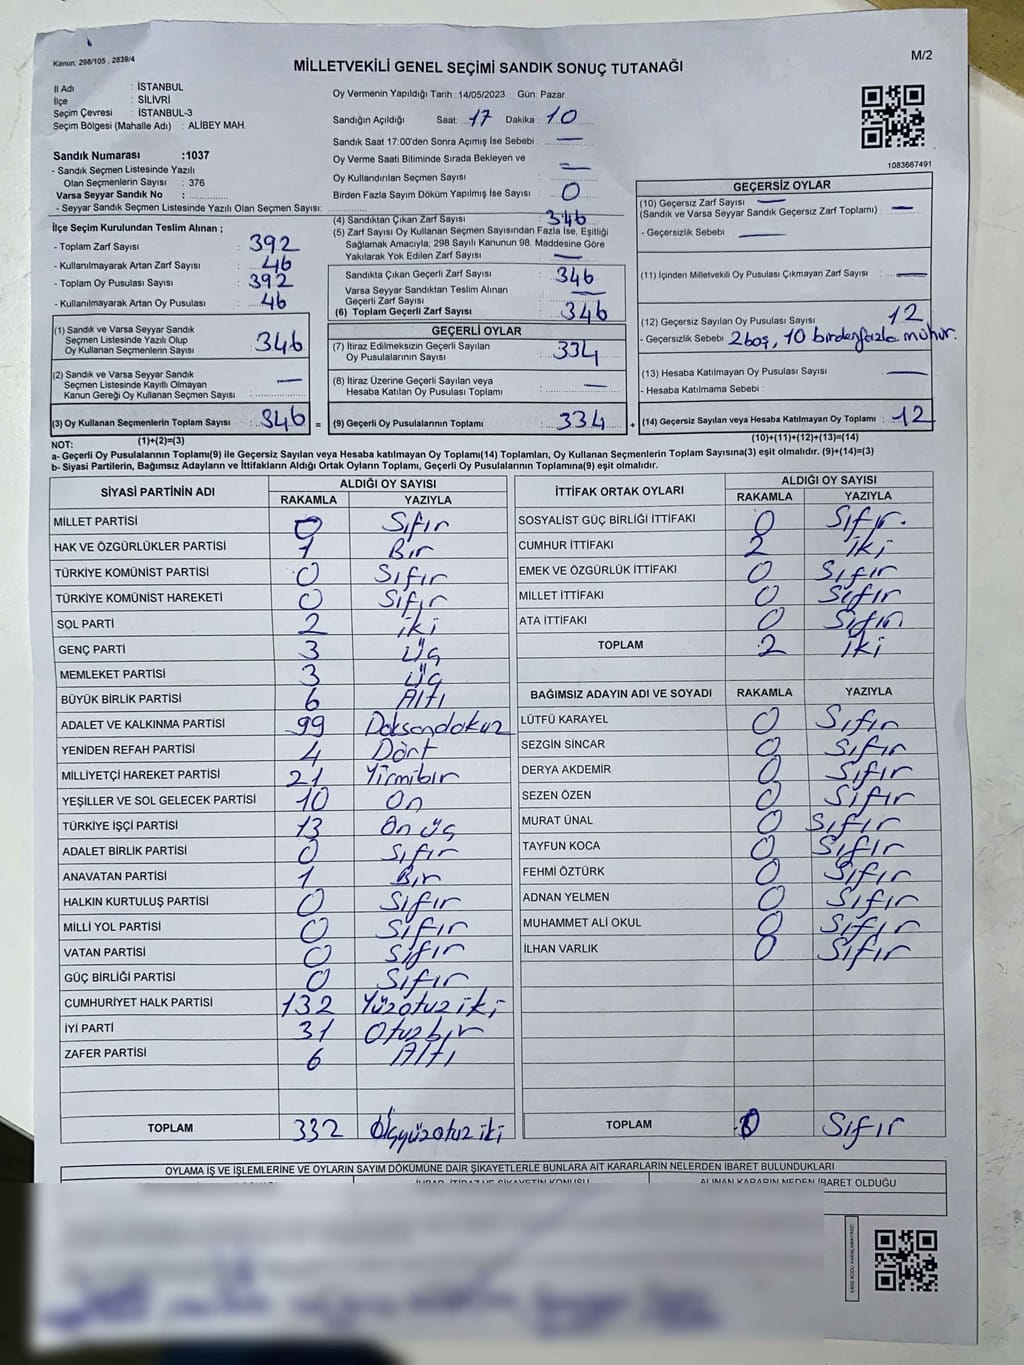 Kanun: 298/105 , 2839/4
M/2
MİLLETVEKİLİ GENEL SEÇİMİ SANDIK SONUÇ TUTANAĞI
İl Adı : İSTANBUL
İlçe : SİLİVRİ
Seçim Çevresi : İSTANBUL-3
Seçim Bölgesi (Mahalle Adı) : ALİBEY MAH.
Sandık Numarası :1037
- Sandık Seçmen Listesinde Yazılı
Olan Seçmenlerin Sayısı : 376
Varsa Seyyar Sandık No :
- Seyyar Sandık Seçmen Listesinde Yazılı Olan Seçmen Sayısı:
Oy Vermenin Yapıldığı Tarih :14/05/2023 Gün: Pazar
Sandığın Açıldığı Saat: 17 Dakika : 10
Sandık Saat 17:00'den Sonra Açımış İse Sebebi : —
Oy Verme Saati Bitiminde Sırada Bekleyen ve
Oy Kullandırılan Seçmen Sayısı : —
Birden Fazla Sayım Döküm Yapılmış İse Sayısı : 0
1083667491
İlçe Seçim Kurulundan Teslim Alınan ;
- Toplam Zarf Sayısı : 392
- Kullanılmayarak Artan Zarf Sayısı : 46
- Toplam Oy Pusulası Sayısı : 392
- Kullanılmayarak Artan Oy Pusulası : 46
(4) Sandıktan Çıkan Zarf Sayısı : 346
(5) Zarf Sayısı Oy Kullanan Seçmen Sayısından Fazla İse, Eşitliği
Sağlamak Amacıyla; 298 Sayılı Kanunun 98. Maddesine Göre
Yakılarak Yok Edilen Zarf Sayısı : —
Sandıkta Çıkan Geçerli Zarf Sayısı : 346
Varsa Seyyar Sandıktan Teslim Alınan
Geçerli Zarf Sayısı : —
(6) Toplam Geçerli Zarf Sayısı : 346
GEÇERSİZ OYLAR
(10) Geçersiz Zarf Sayısı —
(Sandık ve Varsa Seyyar Sandık Geçersiz Zarf Toplamı) : —
- Geçersizlik Sebebi : —
(11) İçinden Milletvekili Oy Pusulası Çıkmayan Zarf Sayısı : —
(12) Geçersiz Sayılan Oy Pusulası Sayısı : 12
- Geçersizlik Sebebi 2 boş, 10 birden fazla mühür.
(13) Hesaba Katılmayan Oy Pusulası Sayısı : —
- Hesaba Katılmama Sebebi :
(14) Geçersiz Sayılan veya Hesaba Katılmayan Oy Toplamı : 12
(10)+(11)+(12)+(13)=(14)
(1) Sandık ve Varsa Seyyar Sandık
Seçmen Listesinde Yazılı Olup
Oy Kullanan Seçmenlerin Sayısı : 346
(2) Sandık ve Varsa Seyyar Sandık
Seçmen Listesinde Kayıtlı Olmayan
Kanun Gereği Oy Kullanan Seçmen Sayısı : —
(3) Oy Kullanan Seçmenlerin Toplam Sayısı : 346 =
(1)+(2)=(3)
GEÇERLİ OYLAR
(7) İtiraz Edilmeksizin Geçerli Sayılan
Oy Pusulalarının Sayısı : 334
(8) İtiraz Üzerine Geçerli Sayılan veya
Hesaba Katılan Oy Pusulası Toplamı : —
(9) Geçerli Oy Pusulalarının Toplamı : 334 +
NOT:
a- Geçerli Oy Pusulasının Toplamı(9) ile Geçersiz Sayılan veya Hesaba katılmayan Oy Toplamı(14) Toplamları, Oy Kullanan Seçmenlerin Toplam Sayısına(3) eşit olmalıdır. (9)+(14)=(3)
b- Siyasi Partilerin, Bağımsız Adayların ve İttifakların Aldığı Ortak Oyların Toplamı, Geçerli Oy Pusulalarının Toplamına(9) eşit olmalıdır.
SİYASİ PARTİNİN ADI ALDIĞI OY SAYISI
RAKAMLA YAZIYLA
MİLLET PARTİSİ 0 Sıfır
HAK VE ÖZGÜRLÜKLER PARTİSİ 1 Bir
TÜRKİYE KOMÜNİST PARTİSİ 0 Sıfır
TÜRKİYE KOMÜNİST HAREKETİ 0 Sıfır
SOL PARTİ 2 iki
GENÇ PARTİ 3 Üç
MEMLEKET PARTİSİ 3 Üç
BÜYÜK BİRLİK PARTİSİ 6 Altı
ADALET VE KALKINMA PARTİSİ 99 Doksandokuz
YENİDEN REFAH PARTİSİ 4 Dört
MİLLİYETÇİ HAREKET PARTİSİ 21 Yirmibir
YEŞİLLER VE SOL GELECEK PARTİSİ 10 On
TÜRKİYE İŞÇİ PARTİSİ 13 On üç
ADALET BİRLİK PARTİSİ 0 Sıfır
ANAVATAN PARTİSİ 1 Bir
HALKIN KURTULUŞ PARTİSİ 0 Sıfır
MİLLİ YOL PARTİSİ 0 Sıfır
VATAN PARTİSİ 0 Sıfır
GÜÇ BİRLİĞİ PARTİSİ 0 Sıfır
CUMHURİYET HALK PARTİSİ 132 Yüzotuz iki
İYİ PARTİ 31 Otuzbir
ZAFER PARTİSİ 6 Altı
TOPLAM 332 Üçyüzotuz iki
İTTİFAK ORTAK OYLARI ALDIĞI OY SAYISI
RAKAMLA YAZIYLA
SOSYALİST GÜÇ BİRLİĞİ İTTİFAKI 0 Sıfır.
CUMHUR İTTİFAKI 2 iki
EMEK VE ÖZGÜRLÜK İTTİFAKI 0 Sıfır
MİLLET İTTİFAKI 0 Sıfır
ATA İTTİFAKI 0 Sıfır
TOPLAM 2 iki
BAĞIMSIZ ADAYIN ADI VE SOYADI RAKAMLA YAZIYLA
LÜTFÜ KARAYEL 0 Sıfır
SEZGİN SİNCAR 0 Sıfır
DERYA AKDEMİR 0 Sıfır
SEZEN ÖZEN 0 Sıfır
MURAT ÜNAL 0 Sıfır
TAYFUN KOCA 0 Sıfır
FEHMİ ÖZTÜRK 0 Sıfır
ADNAN YELMEN 0 Sıfır
MUHAMMET ALİ OKUL 0 Sıfır
İLHAN VARLIK 0 Sıfır
TOPLAM 0 Sıfır
OYLAMA İŞ VE İŞLEMLERİNE VE OYLARIN SAYIM DÖKÜMÜNE DAİR ŞİKAYETLERLE BUNLARA AİT KARARLARIN NELERDEN İBARET BULUNDUKLARI
ALINAN KARARIN NEDEN İBARET OLDUĞU